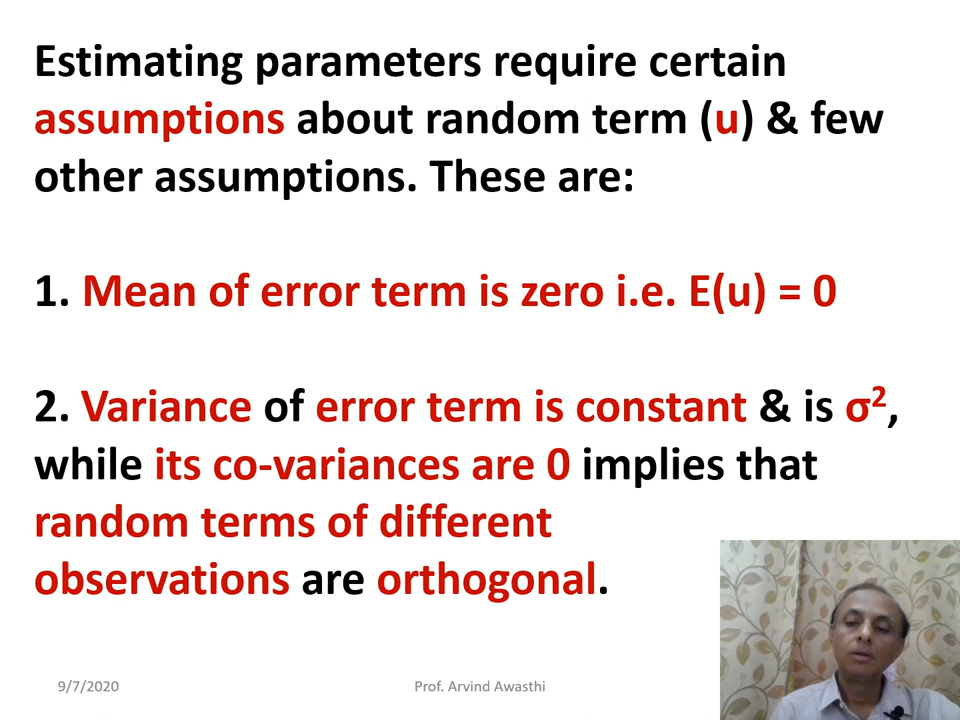 Estimating parameters require certain
assumptions about random term (u) & few
other assumptions. These are:
1. Mean of error term is zero i.e. E(u) = 0
2. Variance of error term is constant & is σ²,
while its co-variances are 0 implies that
random terms of different
observations are orthogonal.
9/7/2020
Prof. Arvind Awasthi